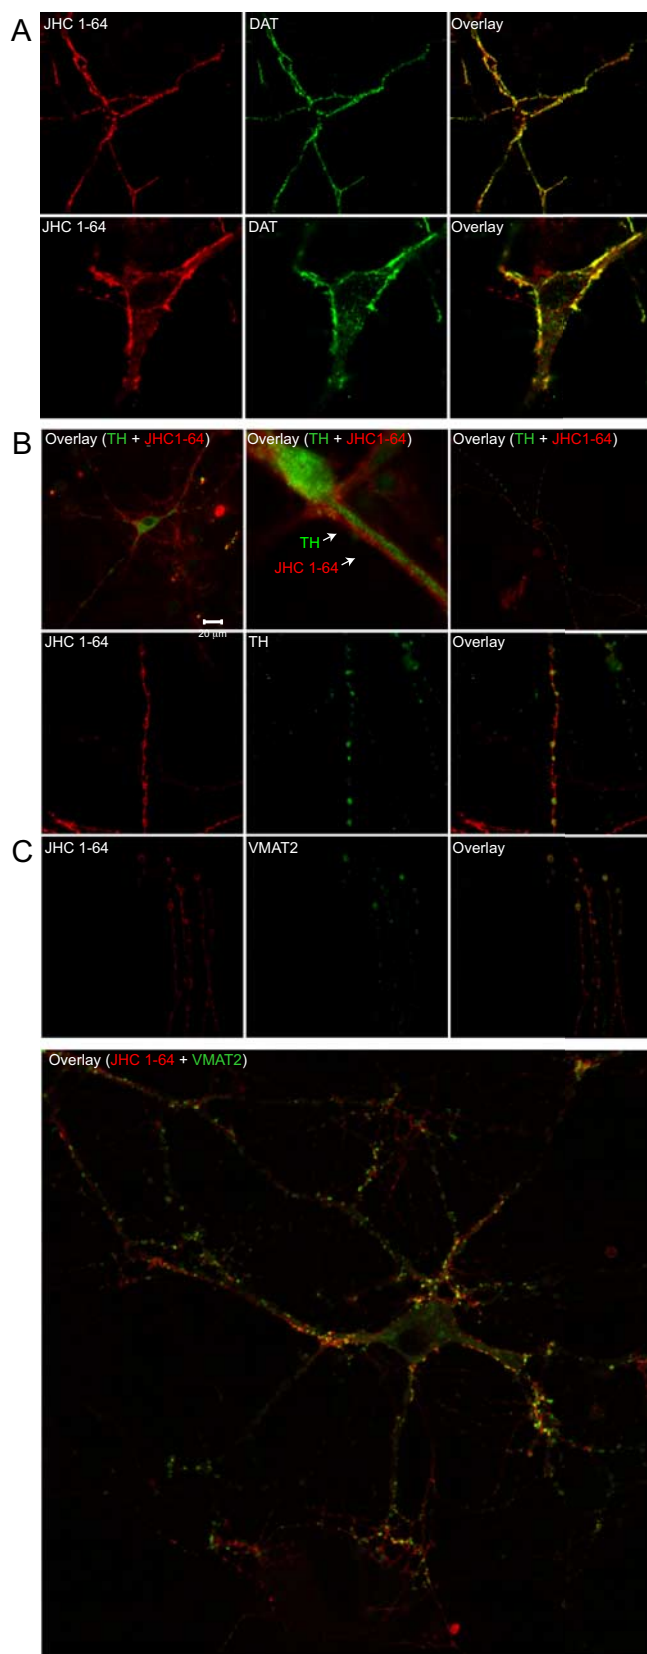 A
JHC 1-64 DAT Overlay
JHC 1-64 DAT Overlay
B
Overlay (TH + JHC1-64) Overlay (TH + JHC1-64) Overlay (TH + JHC1-64)
TH
JHC 1-64
20 μm
JHC 1-64 TH Overlay
C
JHC 1-64 VMAT2 Overlay
Overlay (JHC 1-64 + VMAT2)